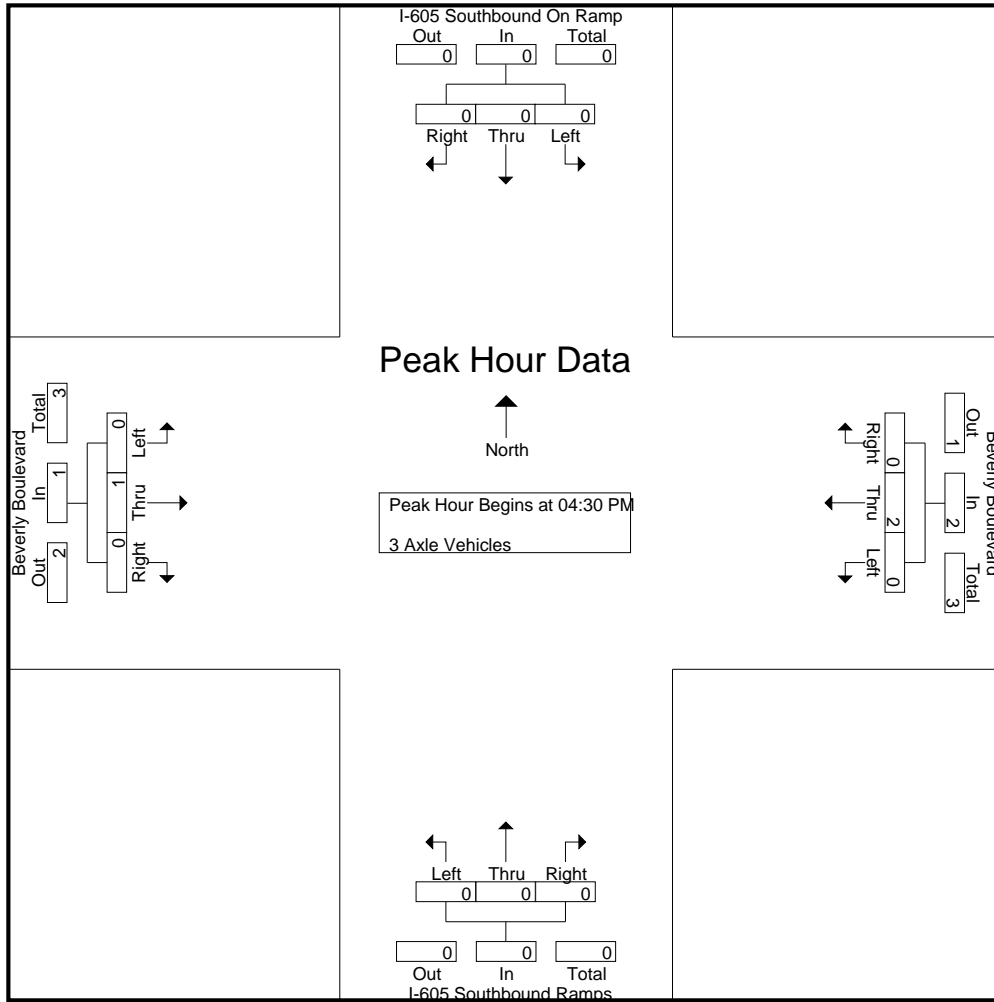 I-605 Southbound On Ramp
Out In Total
0 0 0
0 0 0
Right Thru Left
Peak Hour Data
North
Peak Hour Begins at 04:30 PM
3 Axle Vehicles
Beverly Boulevard
Out In Total
2 1 3
0 1 0
Left Thru Right
Beverly Boulevard
Out In Total
1 2 3
0 2 0
Right Thru Left
Left Thru Right
0 0 0
0 0 0
Out In Total
I-605 Southbound Ramps